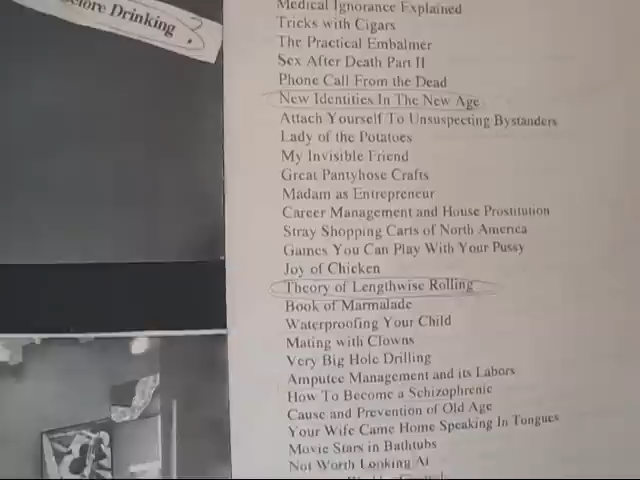 Before Drinking
Medical Ignorance Explained
Tricks with Cigars
The Practical Embalmer
Sex After Death Part II
Phone Call From the Dead
New Identities In The New Age
Attach Yourself To Unsuspecting Bystanders
Lady of the Potatoes
My Invisible Friend
Great Pantyhose Crafts
Madam as Entrepreneur
Career Management and House Prostitution
Stray Shopping Carts of North America
Games You Can Play With Your Pussy
Joy of Chicken
Theory of Lengthwise Rolling
Book of Marmalade
Waterproofing Your Child
Mating with Clowns
Very Big Hole Drilling
Amputee Management and its Labors
How To Become a Schizophrenic
Cause and Prevention of Old Age
Your Wife Came Home Speaking In Tongues
Movie Stars in Bathtubs
Not Worth Looking At